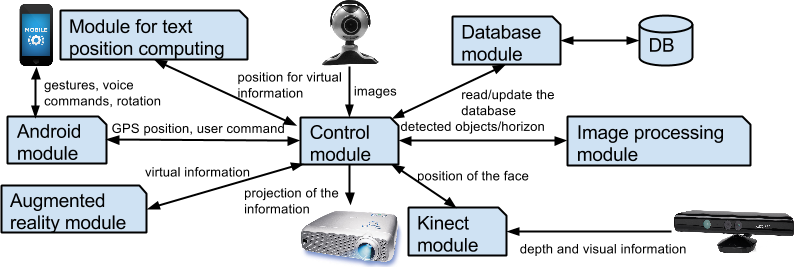 MOBILE
Module for text
position computing
Database
module
DB
gestures, voice
commands, rotation
position for virtual
information
images
read/update the
database
Android
module
GPS position, user command
Control
module
detected objects/horizon
Image processing
module
virtual information
position of the face
Augmented
reality module
projection of the
information
Kinect
module
depth and visual information